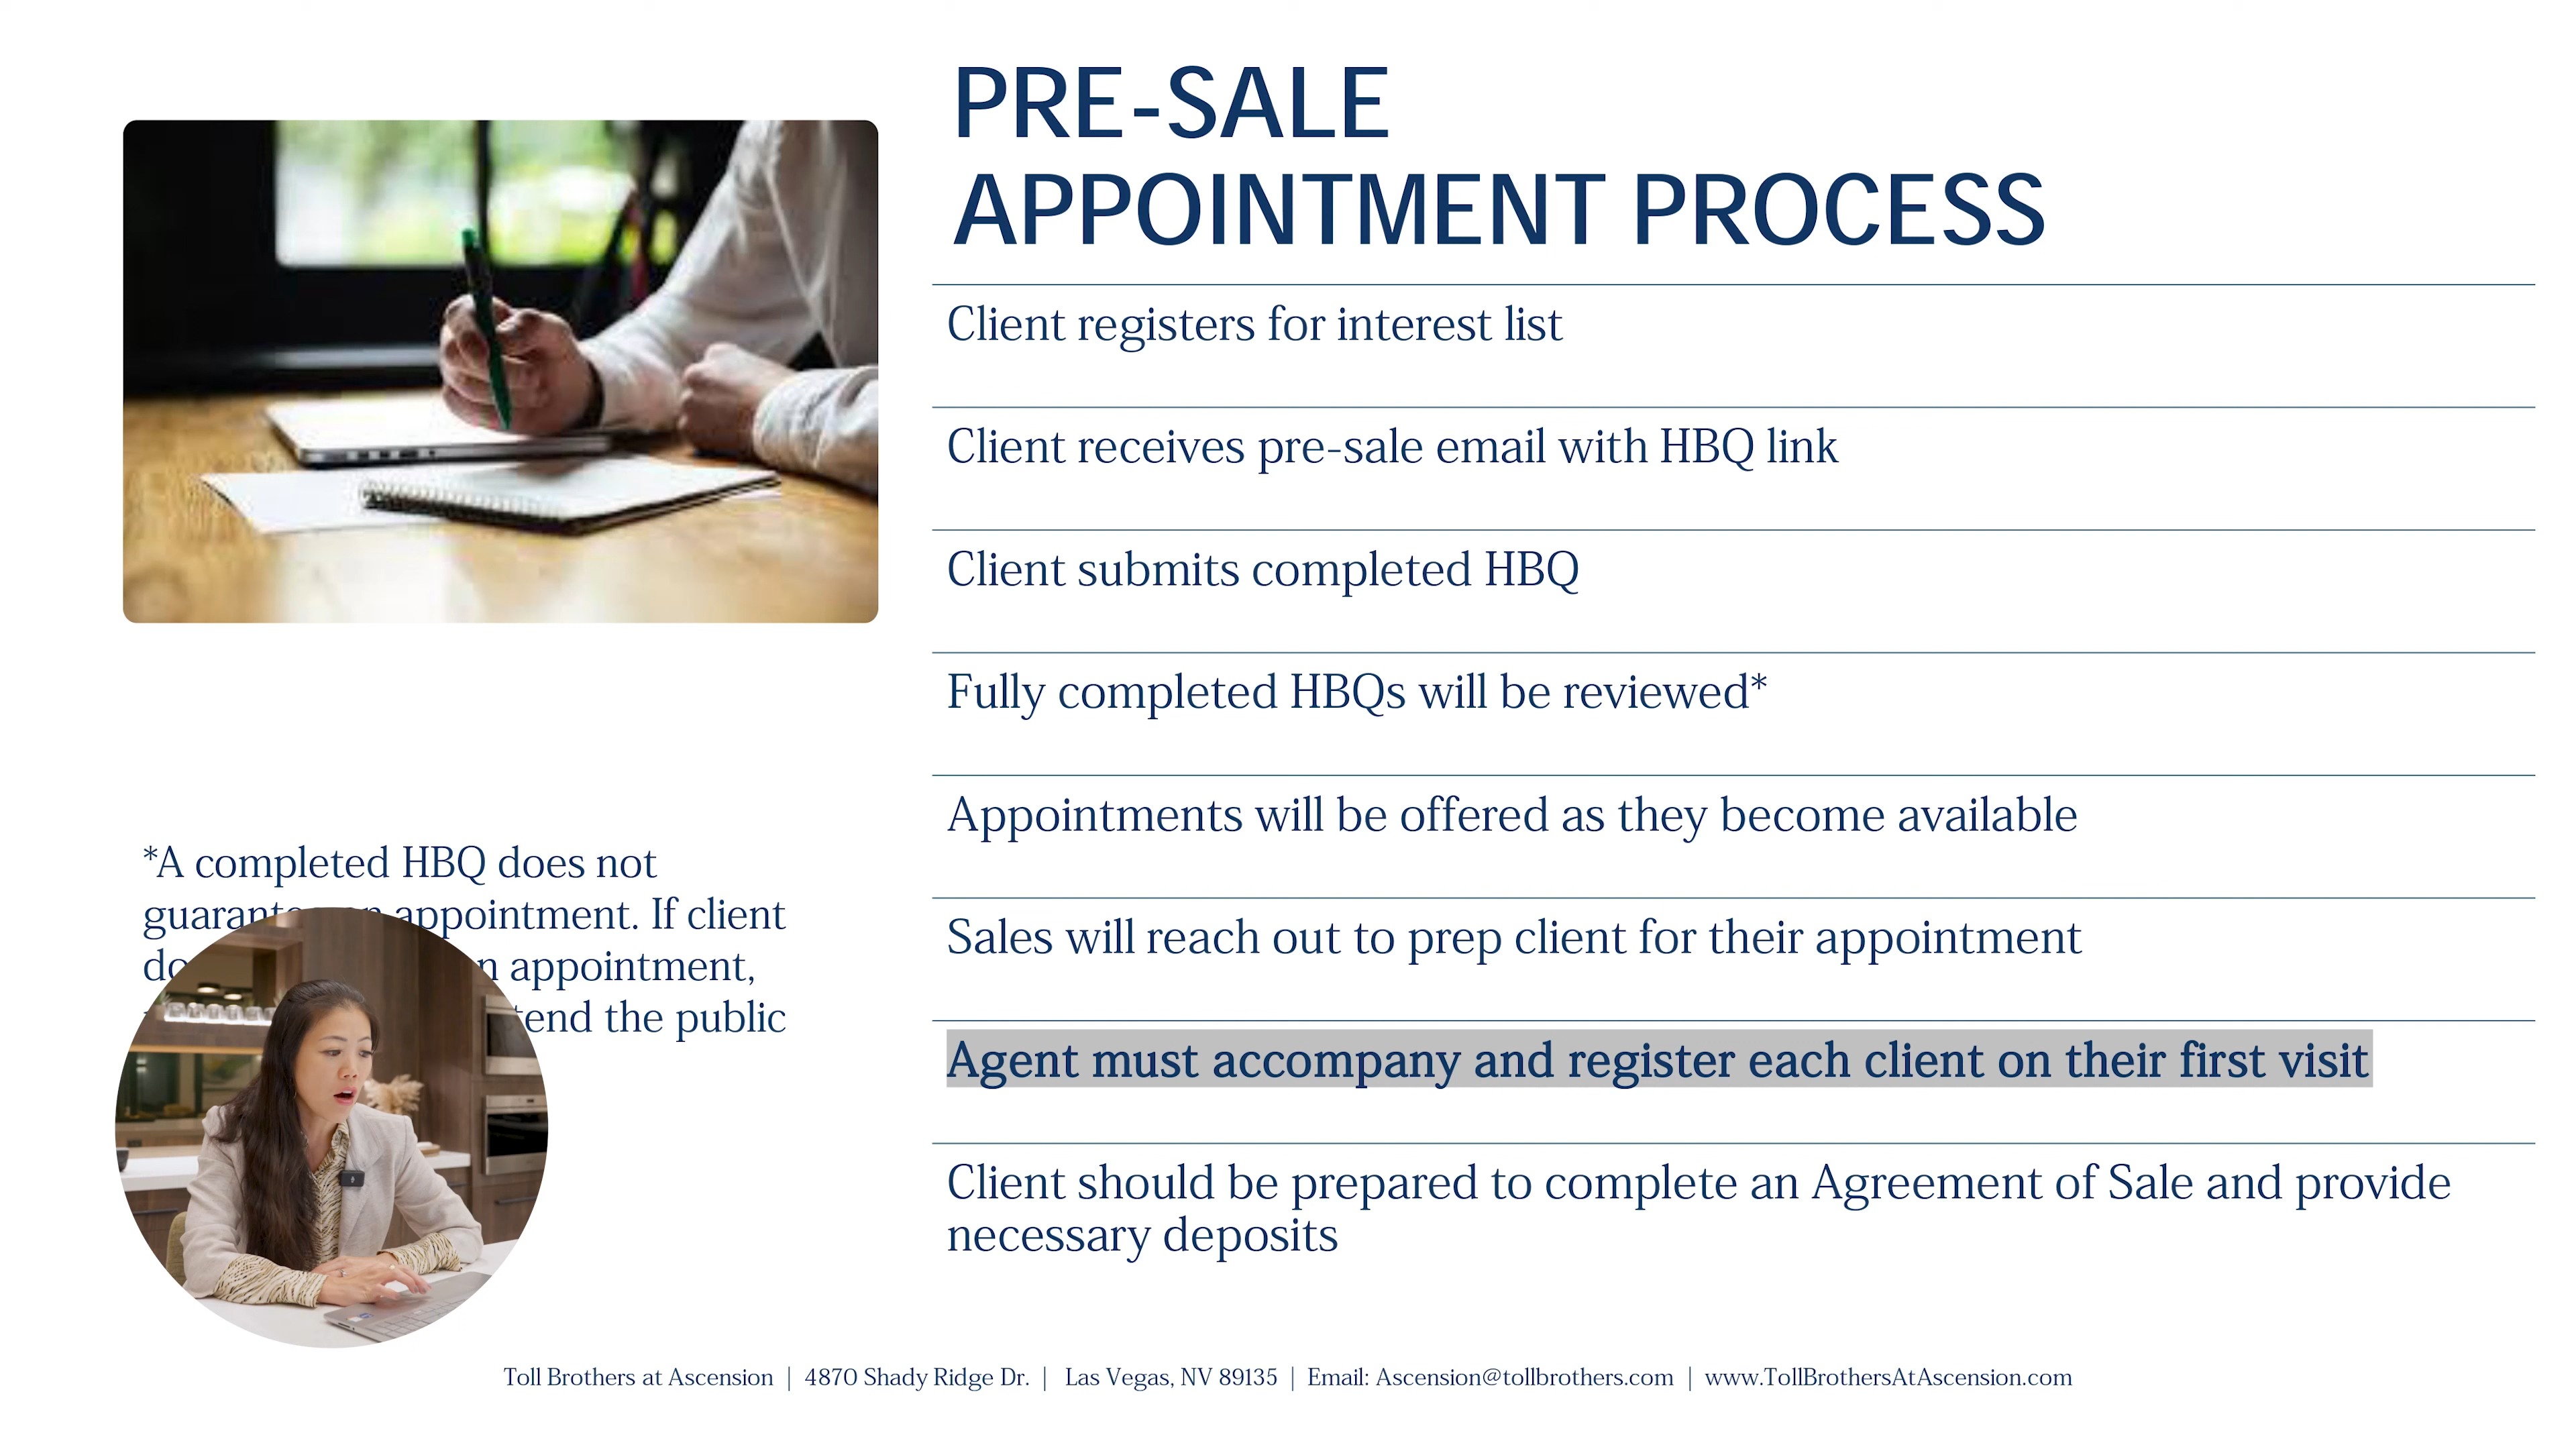 PRE-SALE
APPOINTMENT PROCESS
Client registers for interest list
Client receives pre-sale email with HBQ link
Client submits completed HBQ
Fully completed HBQs will be reviewed*
Appointments will be offered as they become available
Sales will reach out to prep client for their appointment
Agent must accompany and register each client on their first visit
Client should be prepared to complete an Agreement of Sale and provide
necessary deposits
*A completed HBQ does not
appointment. If client
appointment,
the public
Toll Brothers at Ascension | 4870 Shady Ridge Dr. | Las Vegas, NV 89135 | Email: Ascension@tollbrothers.com | www.TollBrothersAtAscension.com